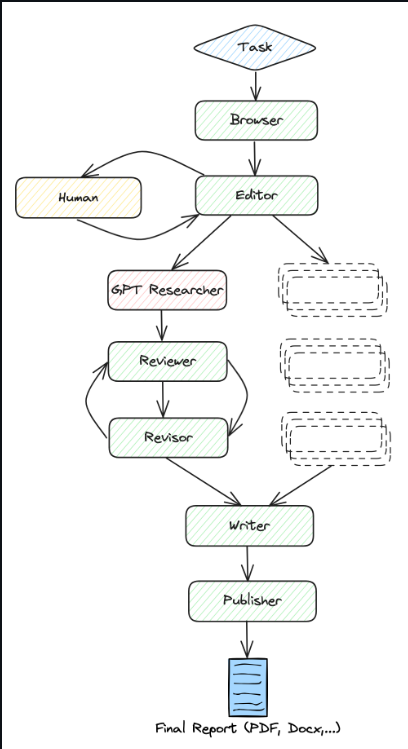 Task
Browser
Human
Editor
GPT Researcher
Reviewer
Revisor
Writer
Publisher
Final Report (PDF, Docx,...)